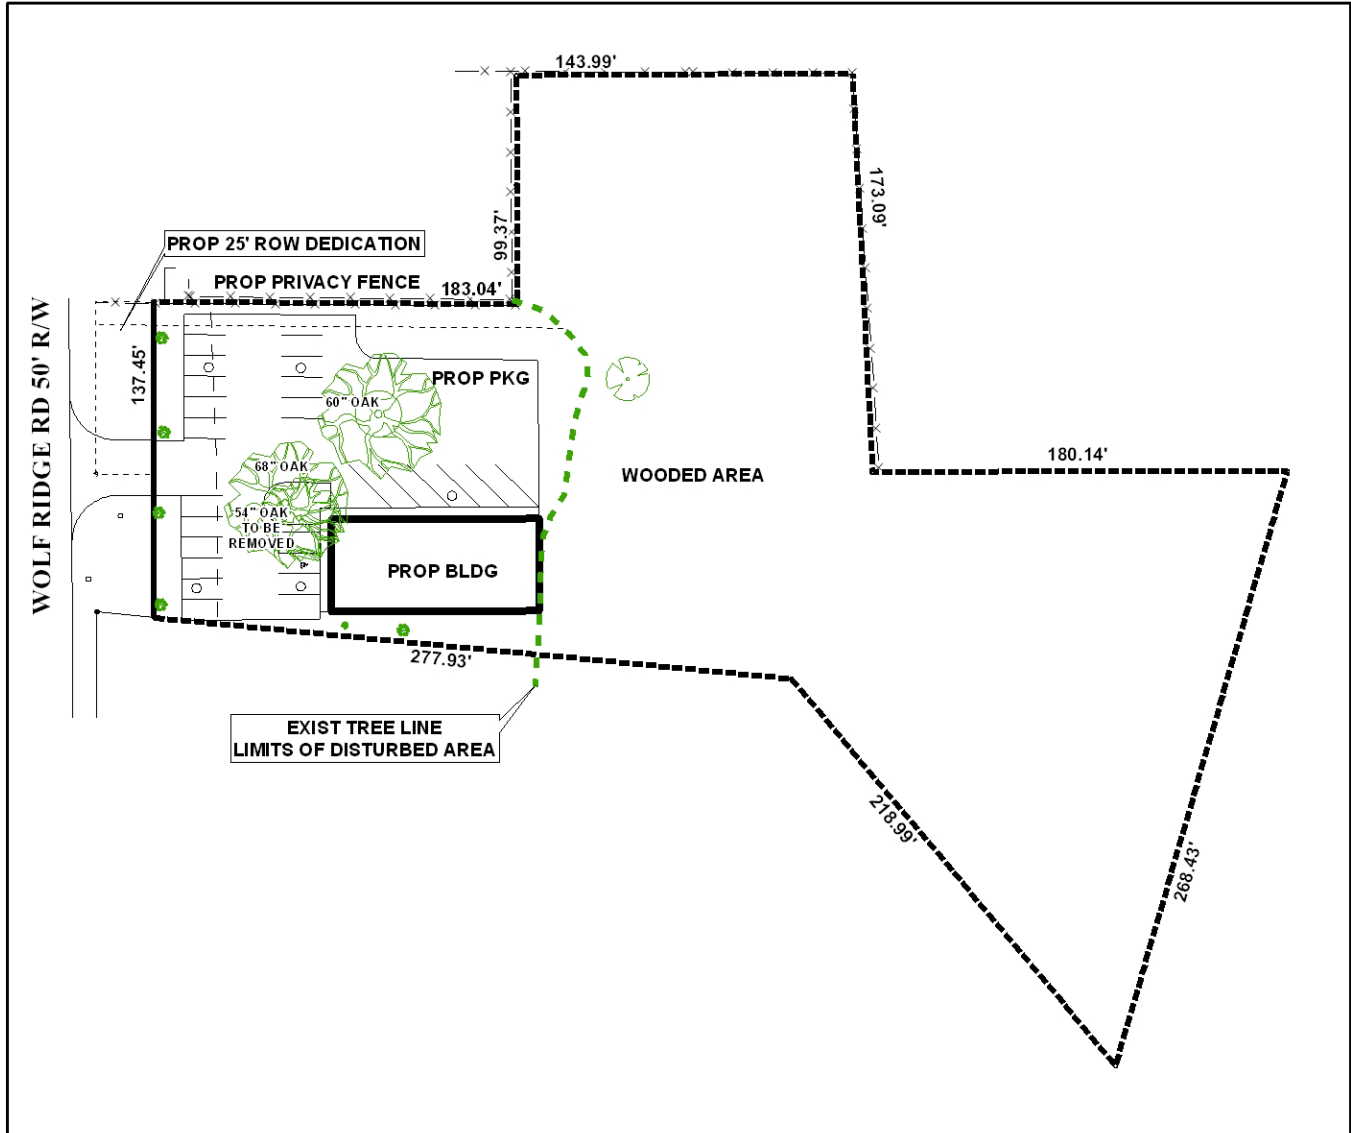 143.99'
173.09'
99.37'
PROP 25' ROW DEDICATION
PROP PRIVACY FENCE
183.04'
WOLF RIDGE RD 50' R/W
137.45'
PROP PKG
60" OAK
68" OAK
54" OAK
TO BE
REMOVED
WOODED AREA
180.14'
PROP BLDG
277.93'
EXIST TREE LINE
LIMITS OF DISTURBED AREA
218.99'
268.43'